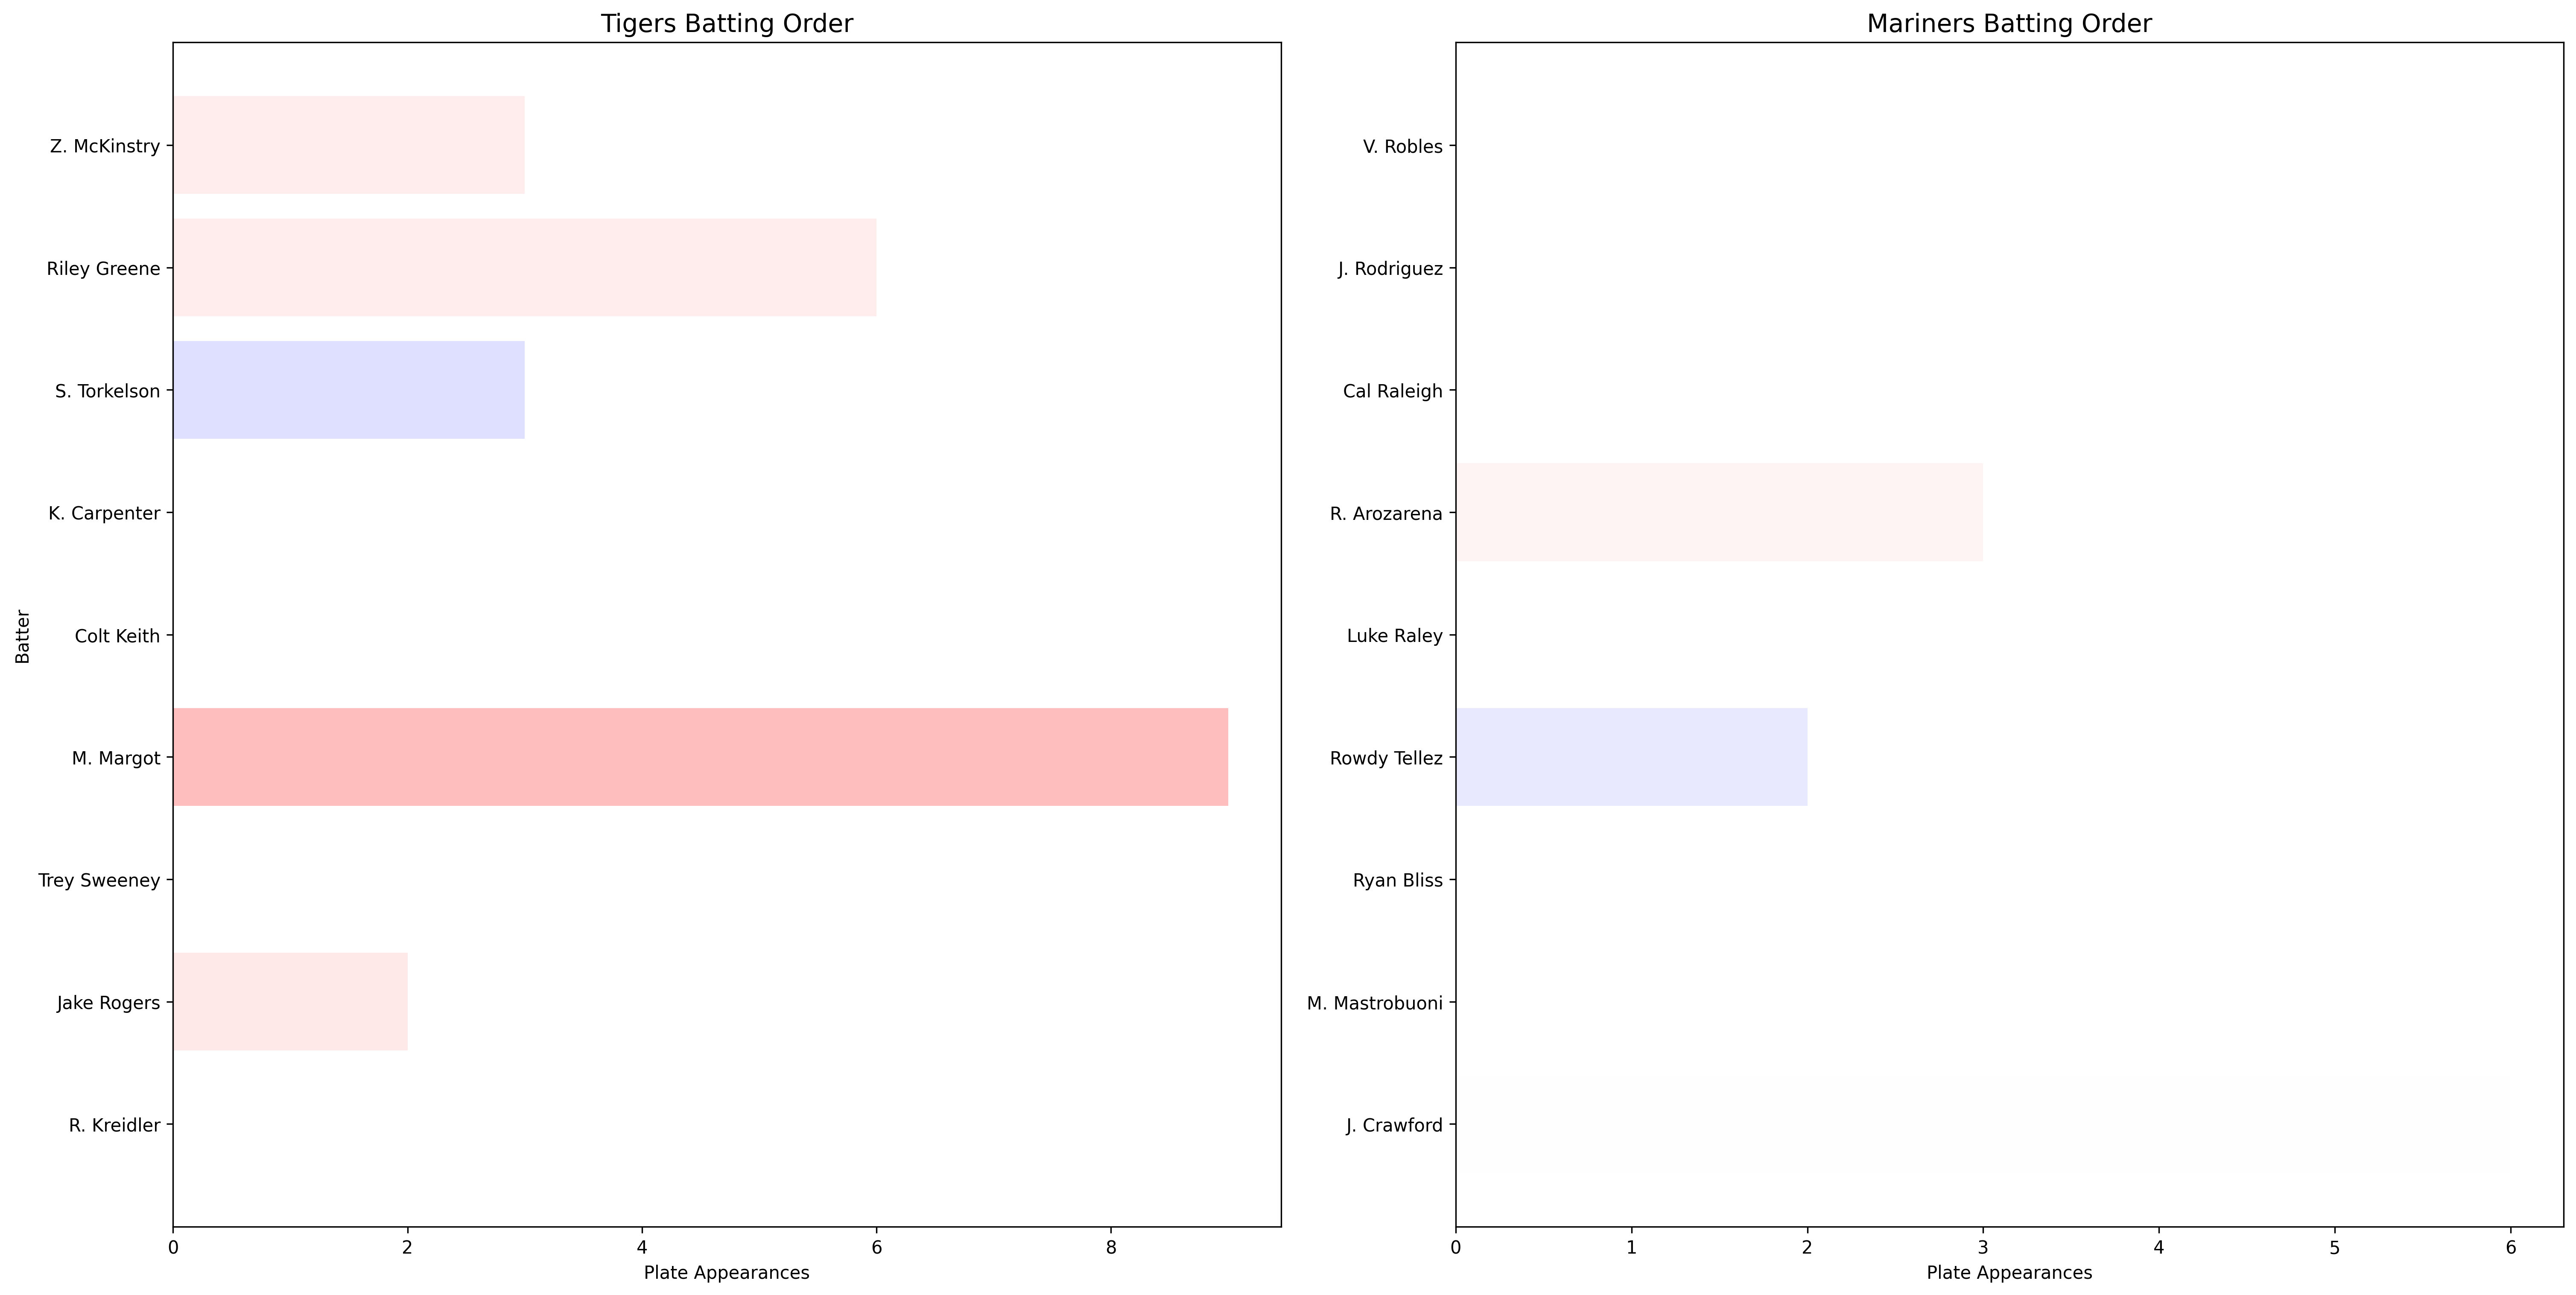 Tigers Batting Order
Batter
Z. McKinstry
Riley Greene
S. Torkelson
K. Carpenter
Colt Keith
M. Margot
Trey Sweeney
Jake Rogers
R. Kreidler
0 2 4 6 8
Plate Appearances
Mariners Batting Order
V. Robles
J. Rodriguez
Cal Raleigh
R. Arozarena
Luke Raley
Rowdy Tellez
Ryan Bliss
M. Mastrobuoni
J. Crawford
0 1 2 3 4 5 6
Plate Appearances